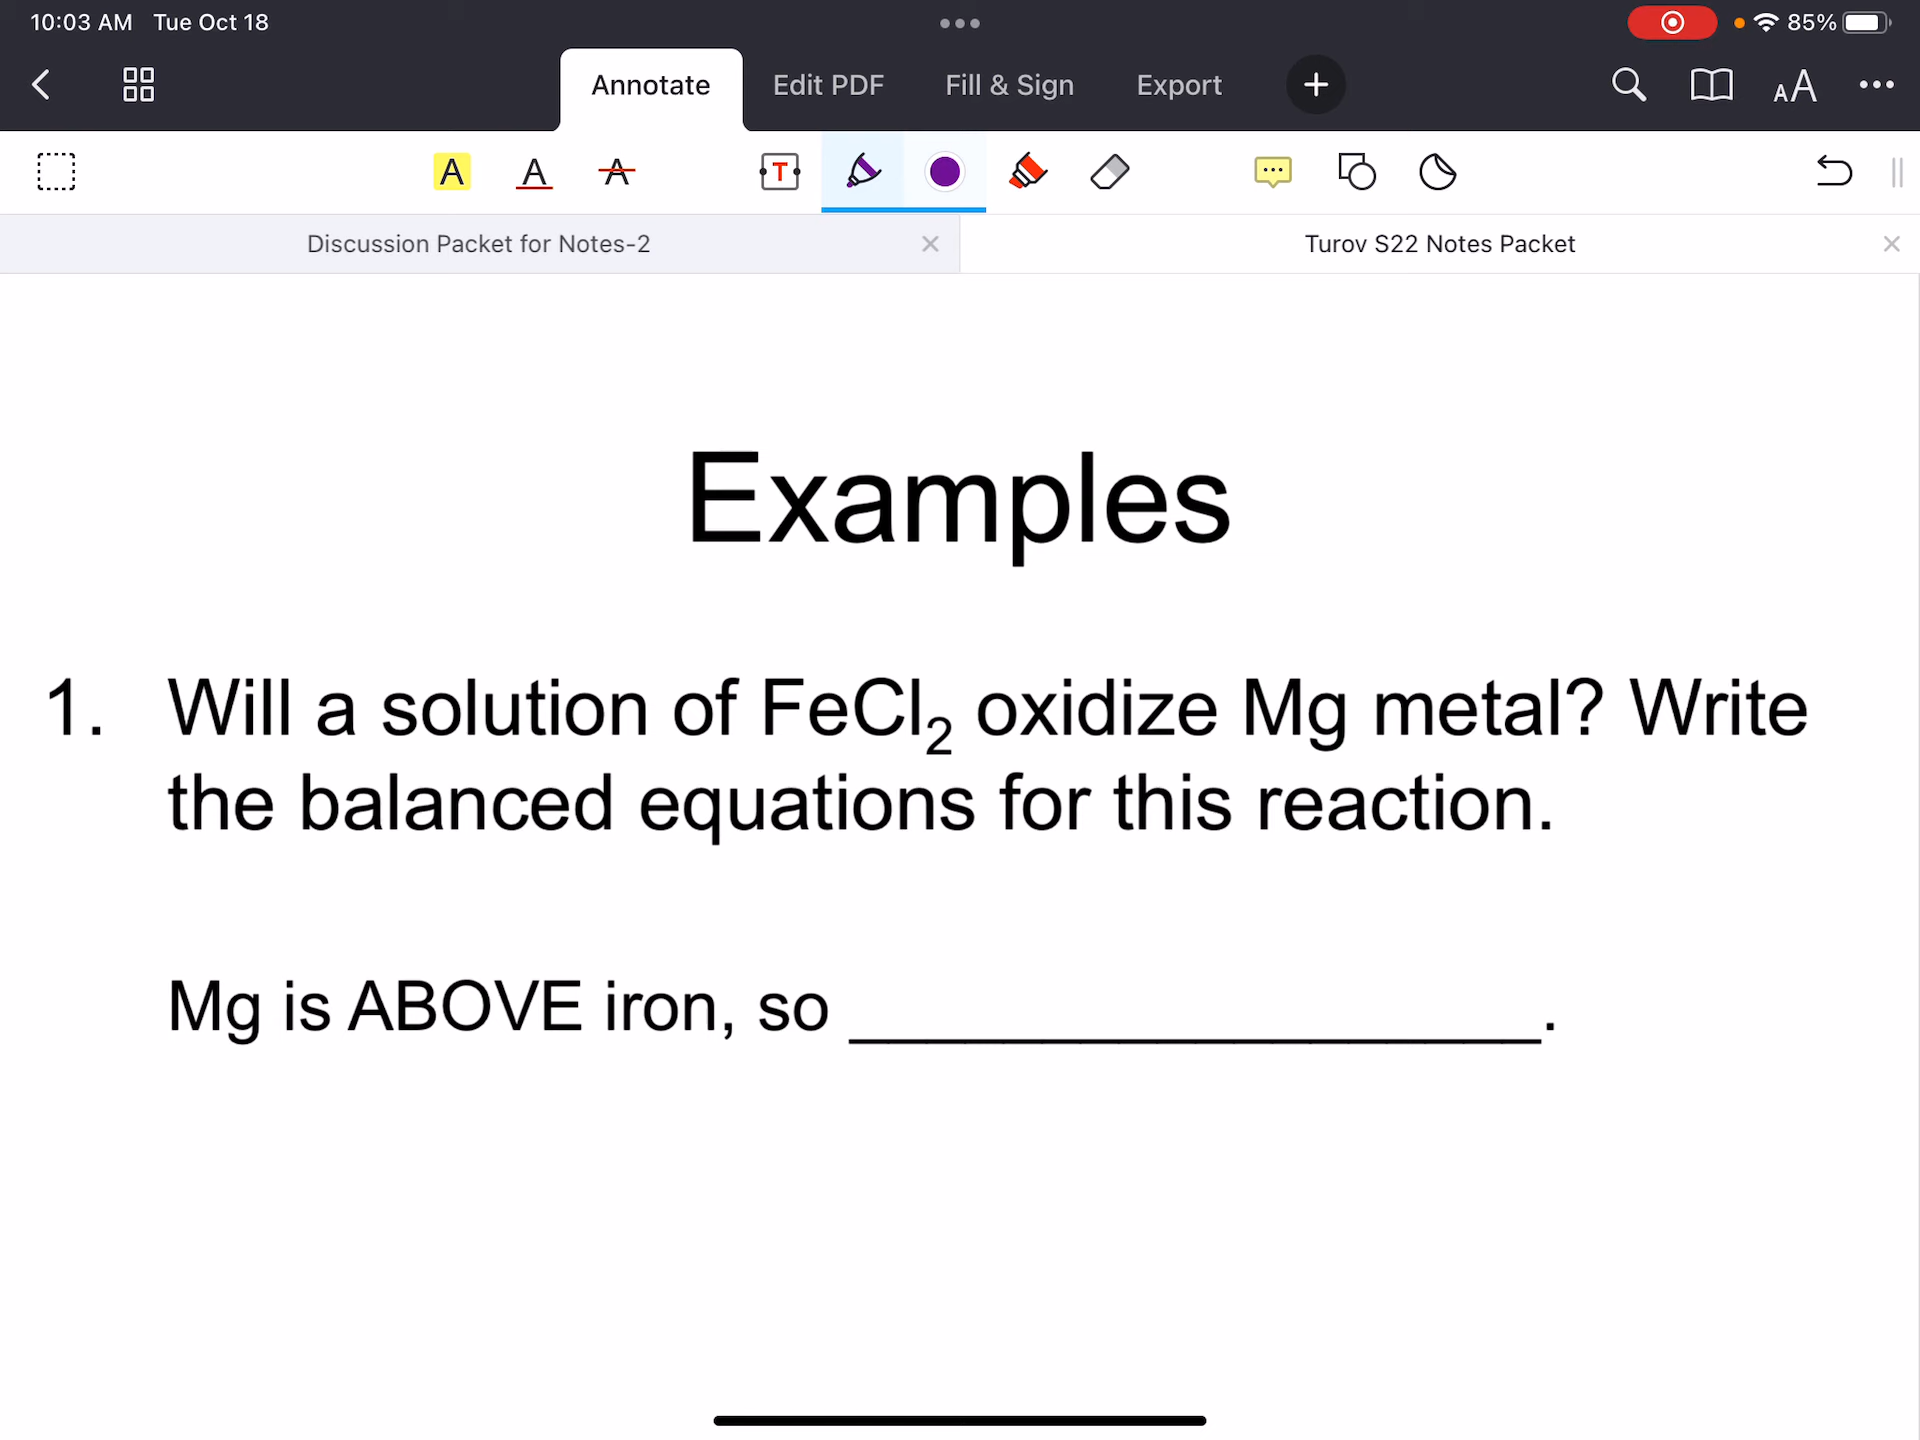 10:03 AM Tue Oct 18 85%
Annotate Edit PDF Fill & Sign Export AA
A A A T
Discussion Packet for Notes-2 Turov S22 Notes Packet
Examples
1. Will a solution of FeCl₂ oxidize Mg metal? Write
the balanced equations for this reaction.
Mg is ABOVE iron, so __________________.